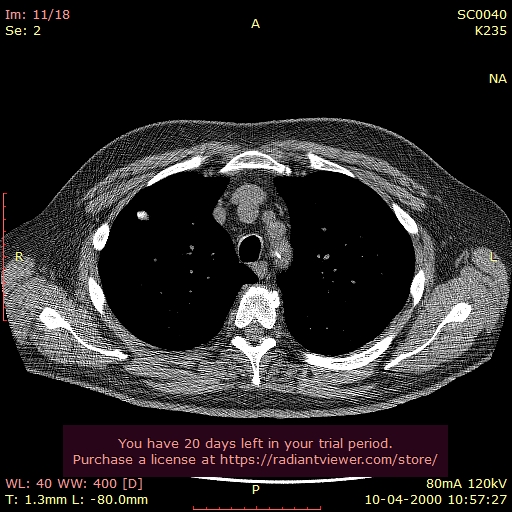 Im: 11/18
Se: 2
A
SC0040
K235
NA
R
L
You have 20 days left in your trial period.
Purchase a license at https://radiantviewer.com/store/
WL: 40 WW: 400 [D]
T: 1.3mm L: -80.0mm
P
80mA 120kV
10-04-2000 10:57:27